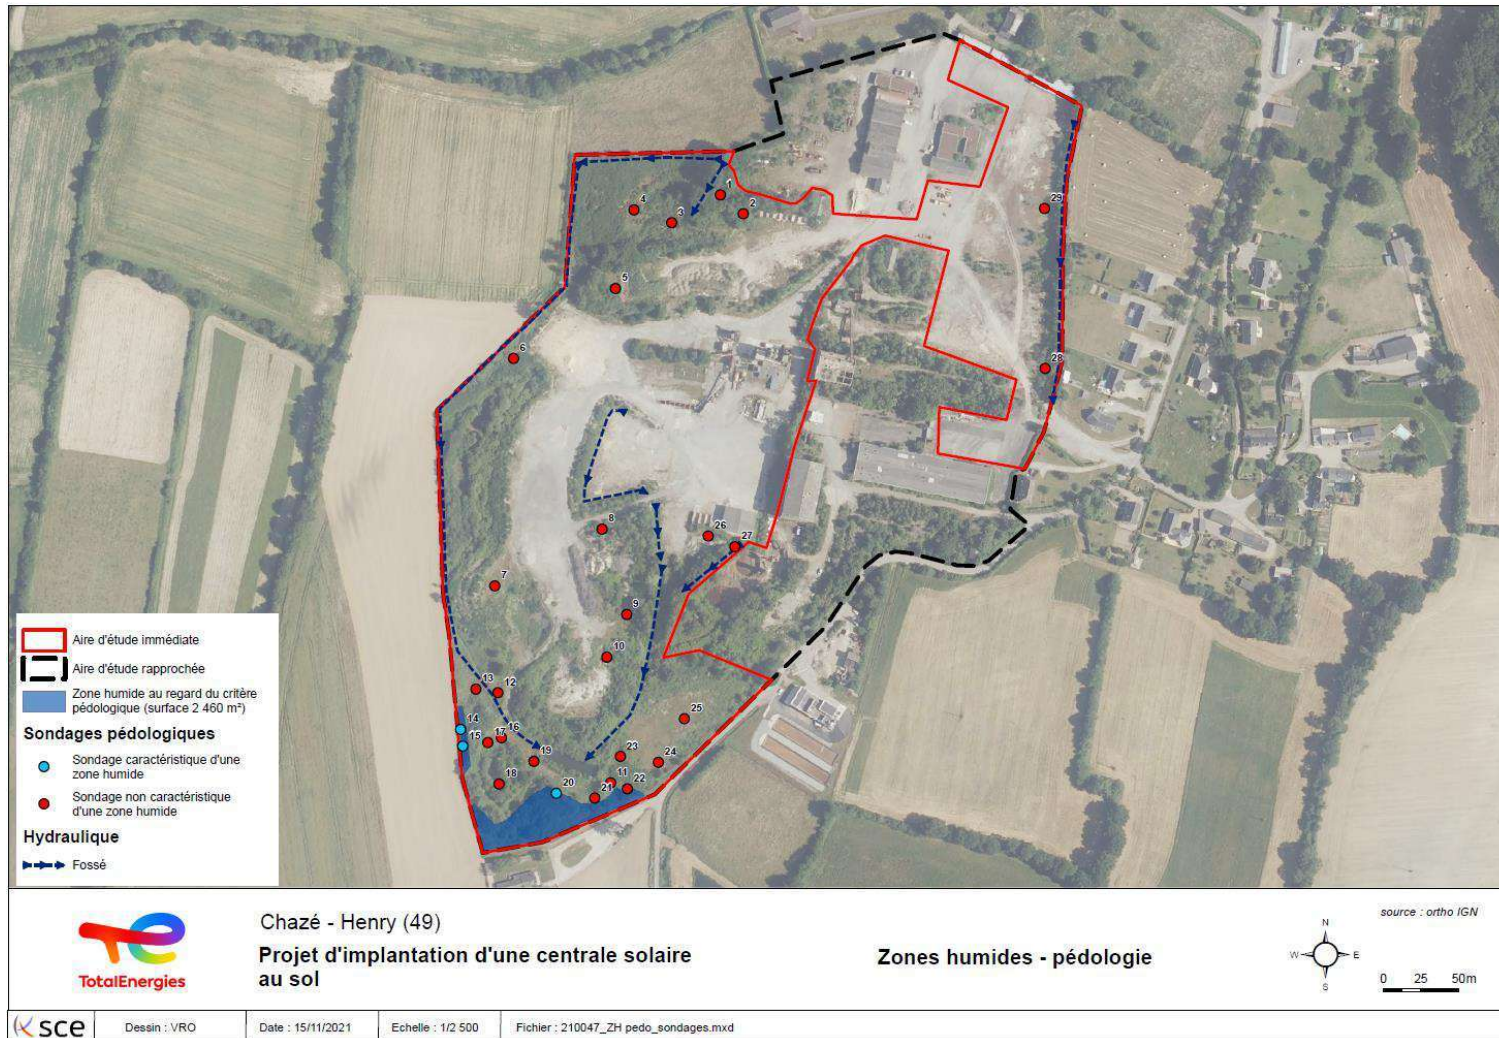 1
2
3
4
5
6
7
8
9
10
11
12
13
14
15
16
17
18
19
20
21
22
23
24
25
26
27
28
29
Aire d'étude immédiate
Aire d'étude rapprochée
Zone humide au regard du critère
pédologique (surface 2 460 m²)
Sondages pédologiques
Sondage caractéristique d'une
zone humide
Sondage non caractéristique
d'une zone humide
Hydraulique
Fossé
TotalEnergies
Chazé - Henry (49)
Projet d'implantation d'une centrale solaire
au sol
Zones humides - pédologie
source : ortho IGN
N
W E
S
0 25 50m
sce
Dessin : VRO
Date : 15/11/2021
Echelle : 1/2 500
Fichier : 210047_ZH pedo_sondages.mxd